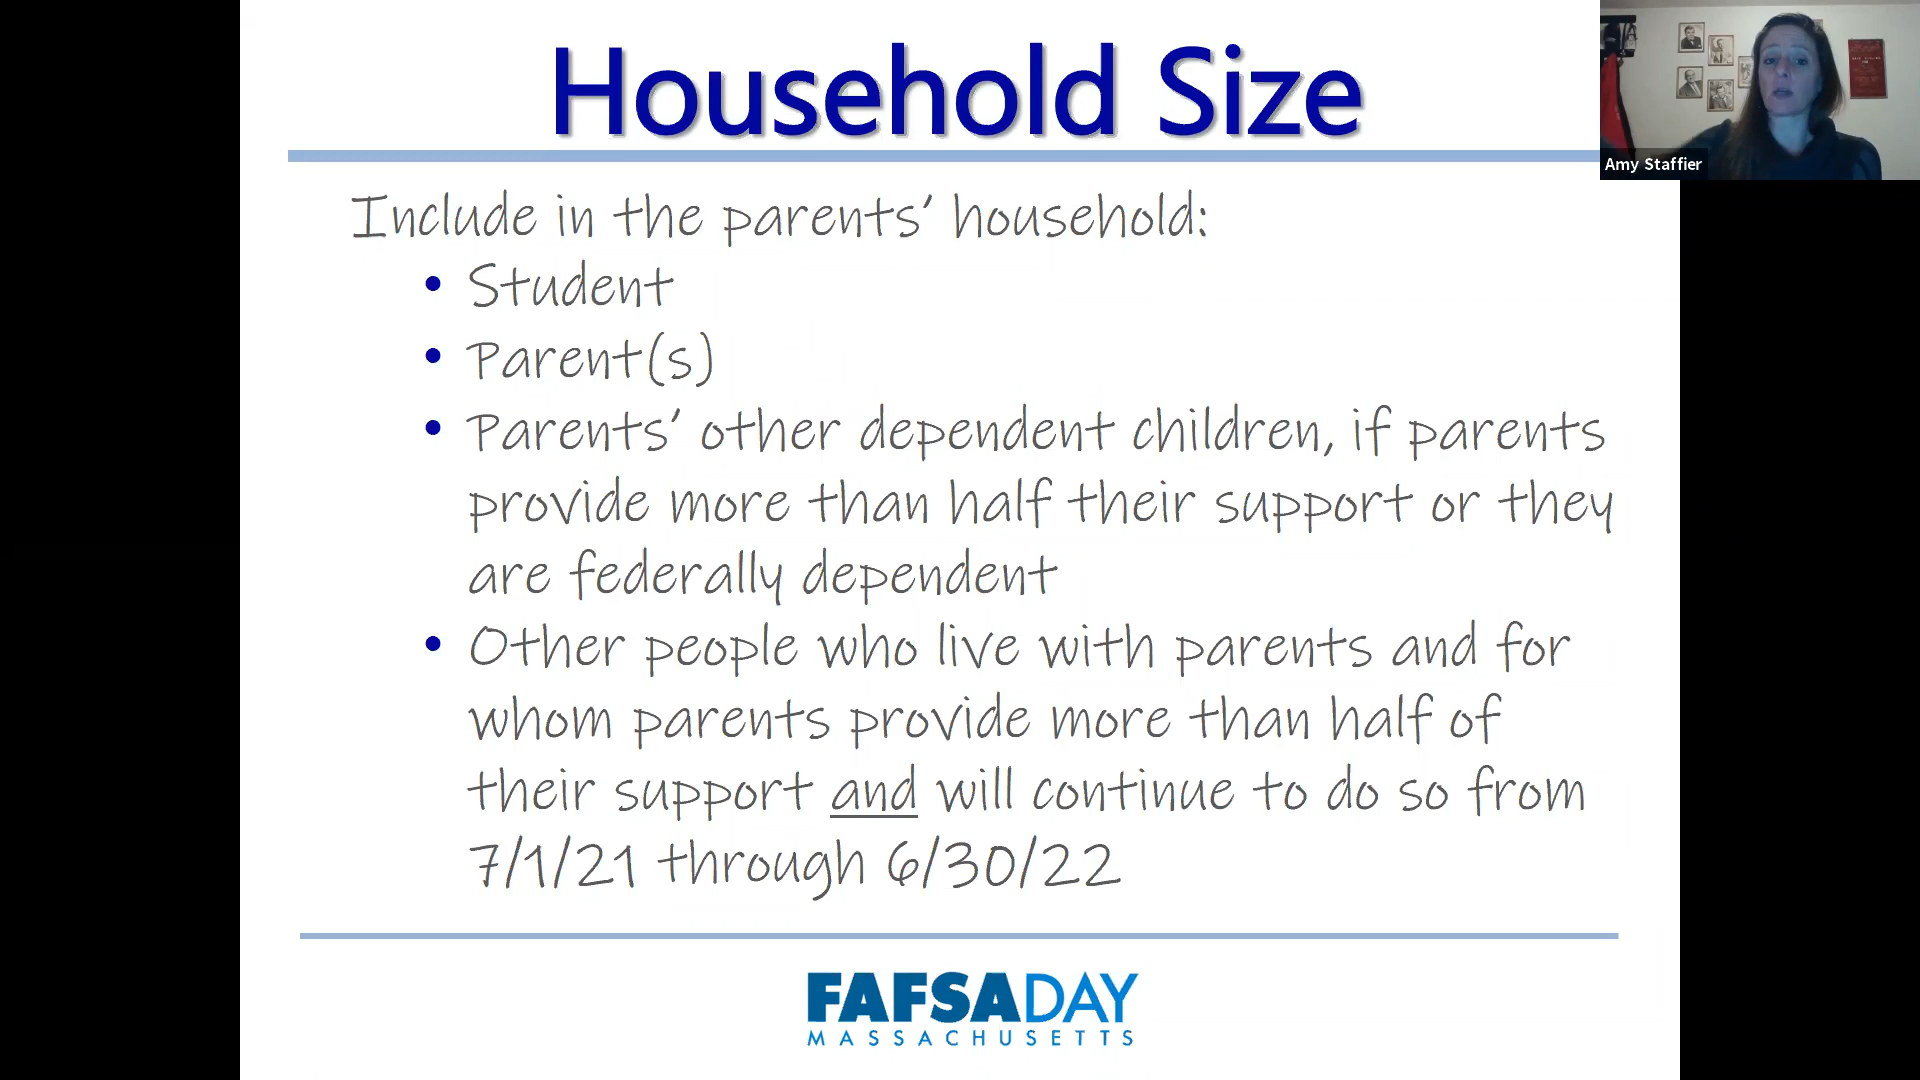 Household Size
Amy Staffier
Include in the parents’ household:
• Student
• Parent(s)
• Parents’ other dependent children, if parents
provide more than half their support or they
are federally dependent
• Other people who live with parents and for
whom parents provide more than half of
their support and will continue to do so from
7/1/21 through 6/30/22
FAFSADAY
MASSACHUSETTS